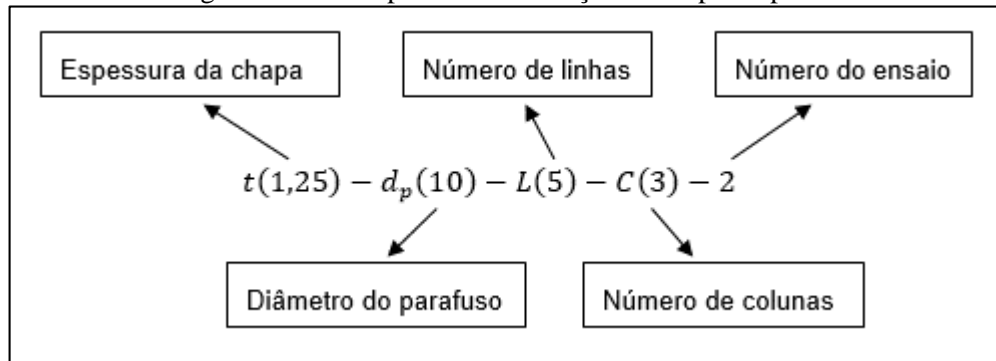 Espessura da chapa
Número de linhas
Número do ensaio
t(1,25) − dₚ(10) − L(5) − C(3) − 2
Diâmetro do parafuso
Número de colunas